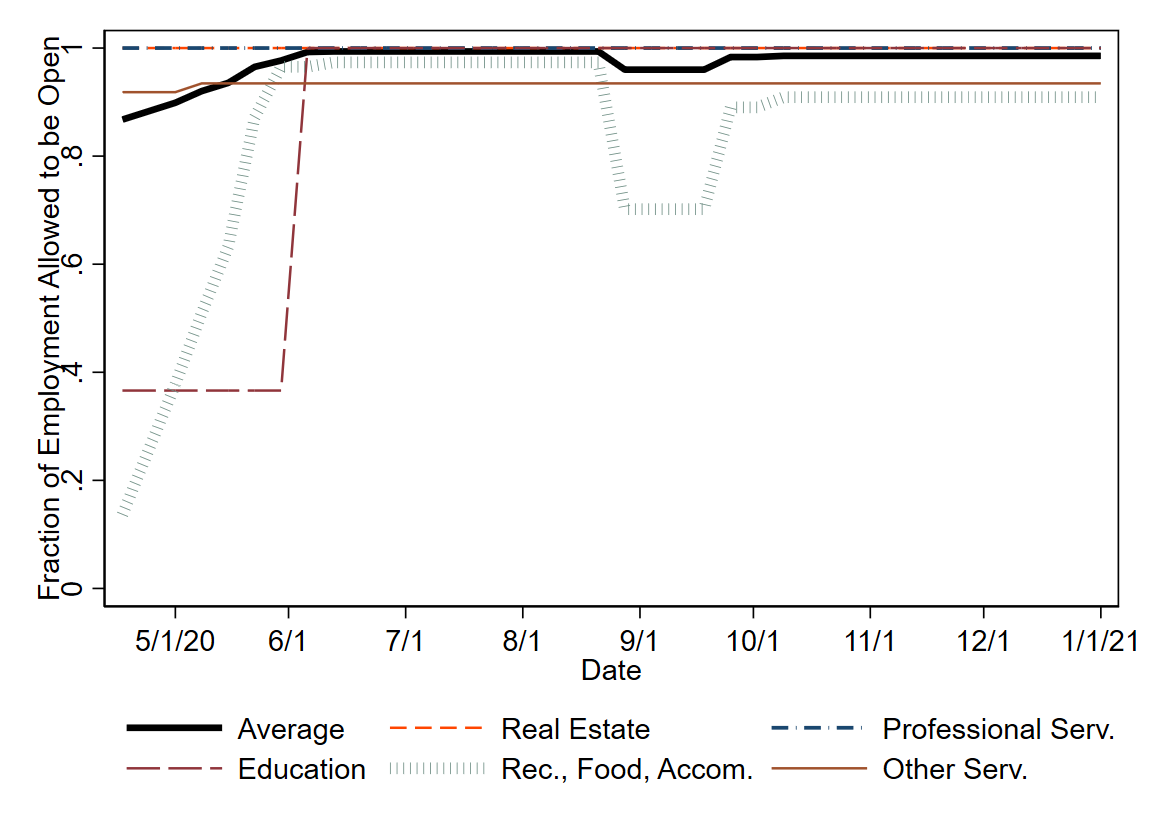 Fraction of Employment Allowed to be Open
1
.8
.6
.4
.2
0
5/1/20 6/1 7/1 8/1 9/1 10/1 11/1 12/1 1/1/21
Date
Average Real Estate Professional Serv.
Education Rec., Food, Accom. Other Serv.